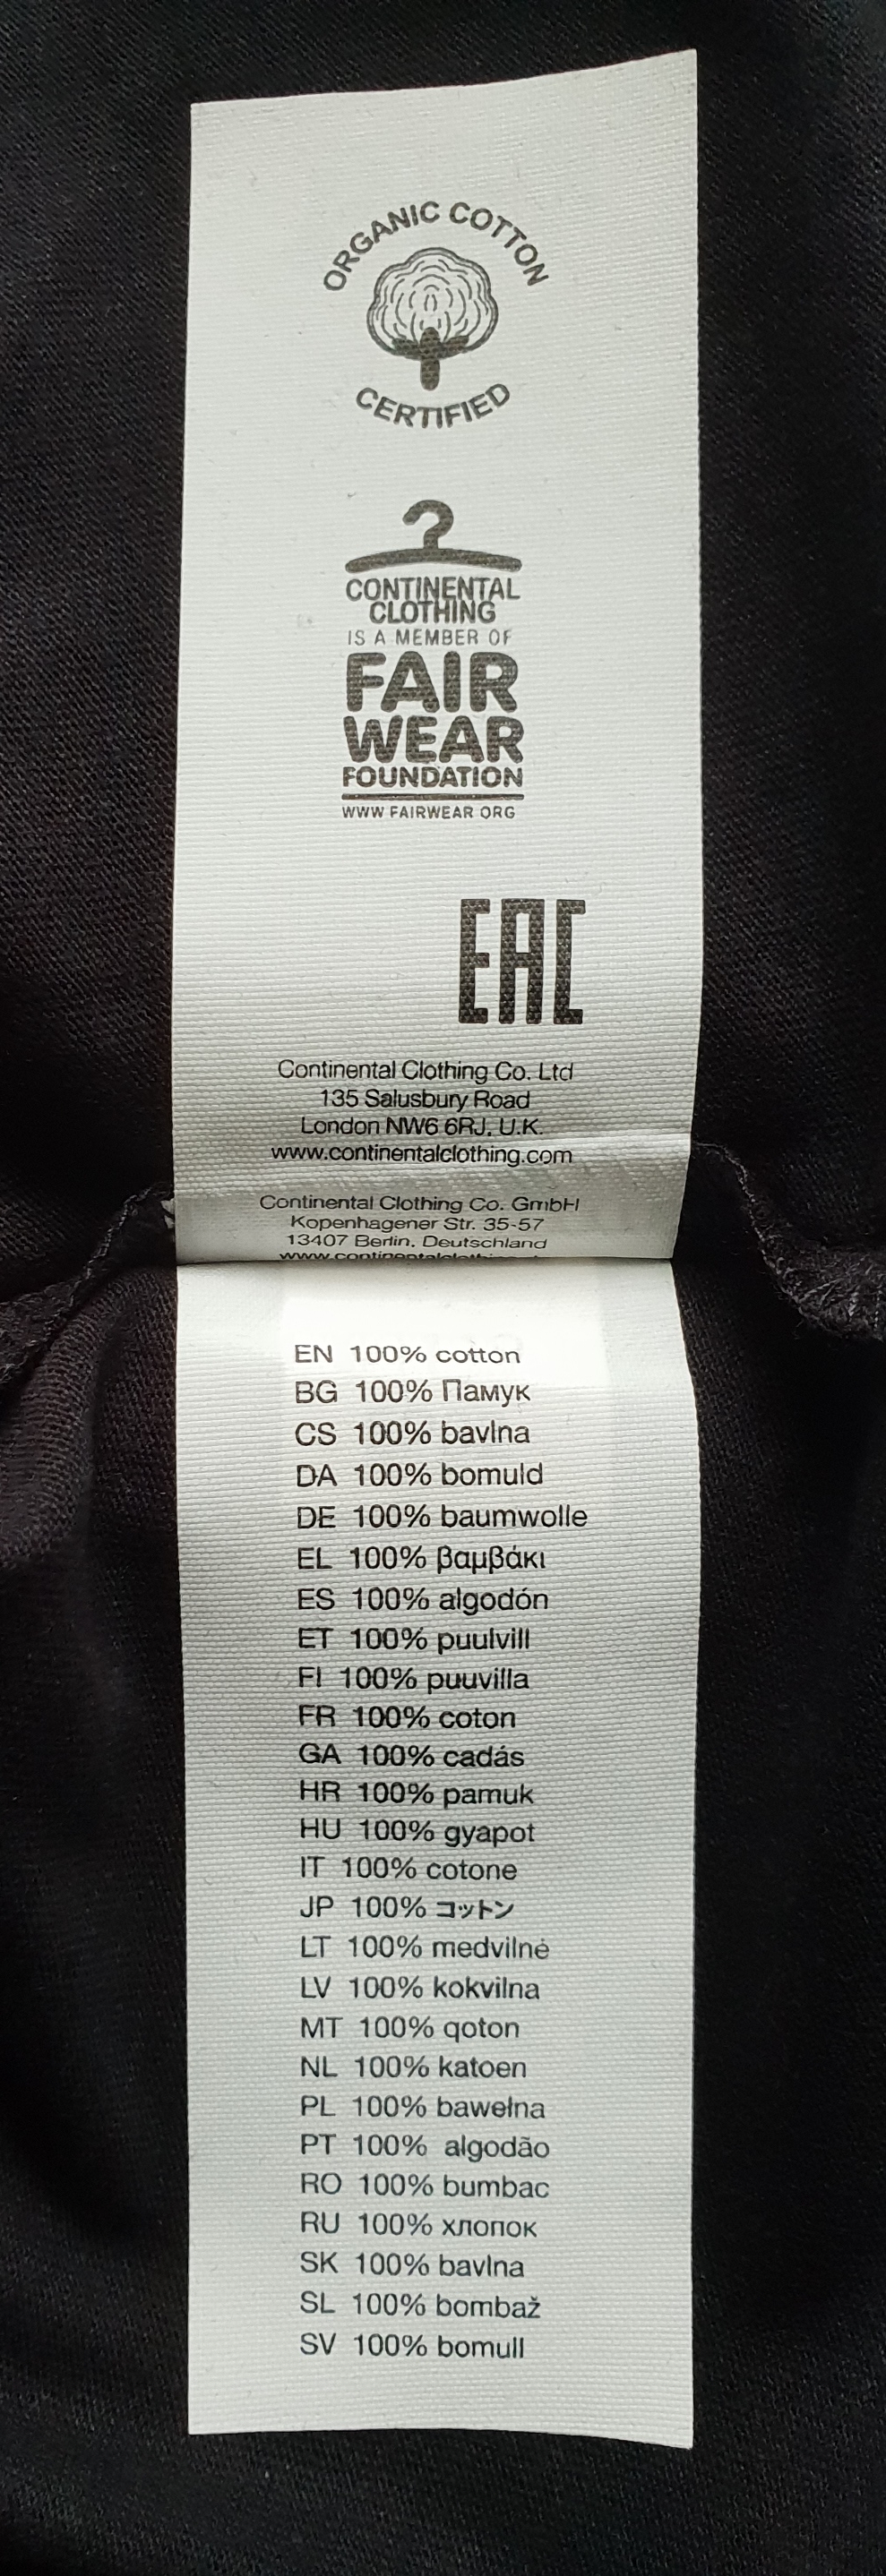 ORGANIC COTTON
CERTIFIED
CONTINENTAL
CLOTHING
IS A MEMBER OF
FAIR
WEAR
FOUNDATION
WWW FAIRWEAR ORG
EAC
Continental Clothing Co. Ltd
135 Salusbury Road
London NW6 6RJ. U.K.
www.continentalclothing.com
Continental Clothing Co. GmbH
Kopenhagener Str. 35-57
13407 Berlin. Deutschland
EN 100% cotton
BG 100% Памук
CS 100% bavlna
DA 100% bomuld
DE 100% baumwolle
EL 100% βαμβάκι
ES 100% algodón
ET 100% puulvill
FI 100% puuvilla
FR 100% coton
GA 100% cadás
HR 100% pamuk
HU 100% gyapot
IT 100% cotone
JP 100% コットン
LT 100% medvilnė
LV 100% kokvilna
MT 100% qoton
NL 100% katoen
PL 100% bawełna
PT 100% algodão
RO 100% bumbac
RU 100% хлопок
SK 100% bavlna
SL 100% bombaž
SV 100% bomull